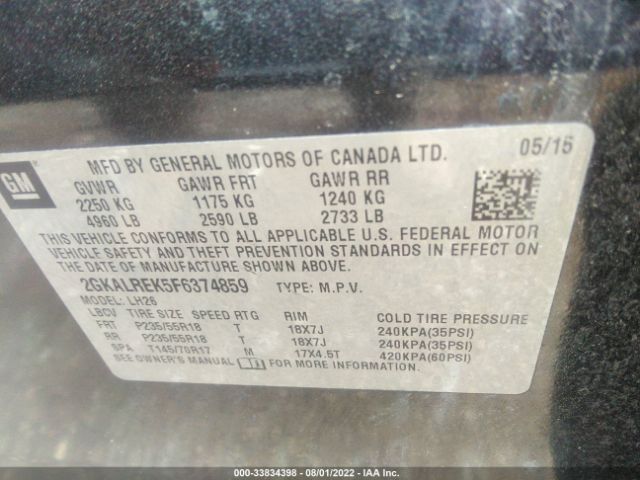 GM
MFD BY GENERAL MOTORS OF CANADA LTD. 05/15
GVWR GAWR FRT GAWR RR
2250 KG 1175 KG 1240 KG
4960 LB 2590 LB 2733 LB
THIS VEHICLE CONFORMS TO ALL APPLICABLE U.S. FEDERAL MOTOR
VEHICLE SAFETY AND THEFT PREVENTION STANDARDS IN EFFECT ON
THE DATE OF MANUFACTURE SHOWN ABOVE.
2GKALREK5F6374859 TYPE: M.P.V.
MODEL: LH26
LBCV TIRE SIZE SPEED RTG RIM COLD TIRE PRESSURE
FRT P235/55R18 T 18X7J 240KPA(35PSI)
RR P235/55R18 T 18X7J 240KPA(35PSI)
SPA T145/70R17 M 17X4.5T 420KPA(60PSI)
SEE OWNER'S MANUAL FOR MORE INFORMATION.
000-33834398 - 08/01/2022 - IAA Inc.